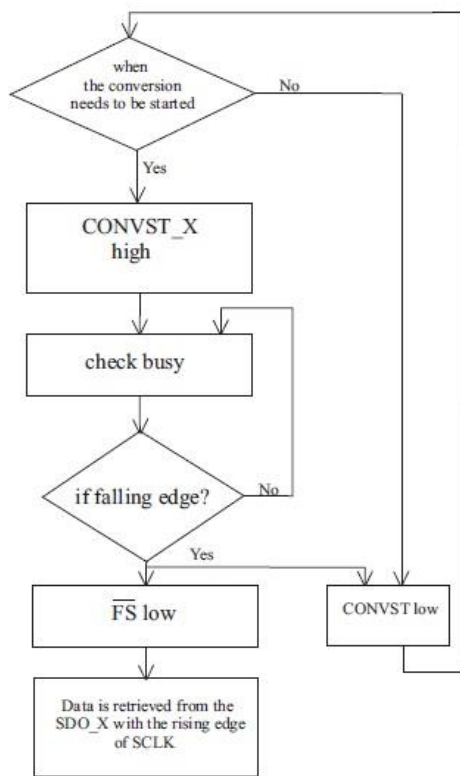 when
the conversion
needs to be started
No
Yes
CONVST_X
high
check busy
if falling edge?
No
Yes
FS low
CONVST low
Data is retrieved from the
SDO_X with the rising edge
of SCLK